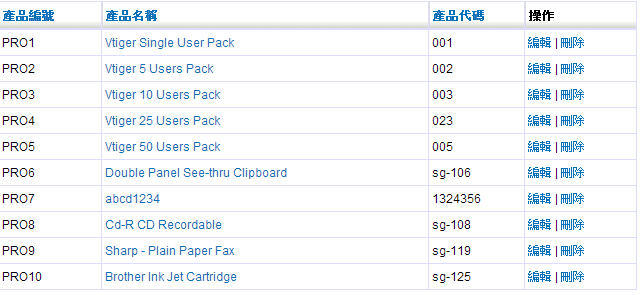 產品編號 產品名稱 產品代碼 操作
PRO1 Vtiger Single User Pack 001 編輯 | 刪除
PRO2 Vtiger 5 Users Pack 002 編輯 | 刪除
PRO3 Vtiger 10 Users Pack 003 編輯 | 刪除
PRO4 Vtiger 25 Users Pack 023 編輯 | 刪除
PRO5 Vtiger 50 Users Pack 005 編輯 | 刪除
PRO6 Double Panel See-thru Clipboard sg-106 編輯 | 刪除
PRO7 abcd1234 1324356 編輯 | 刪除
PRO8 Cd-R CD Recordable sg-108 編輯 | 刪除
PRO9 Sharp - Plain Paper Fax sg-119 編輯 | 刪除
PRO10 Brother Ink Jet Cartridge sg-125 編輯 | 刪除